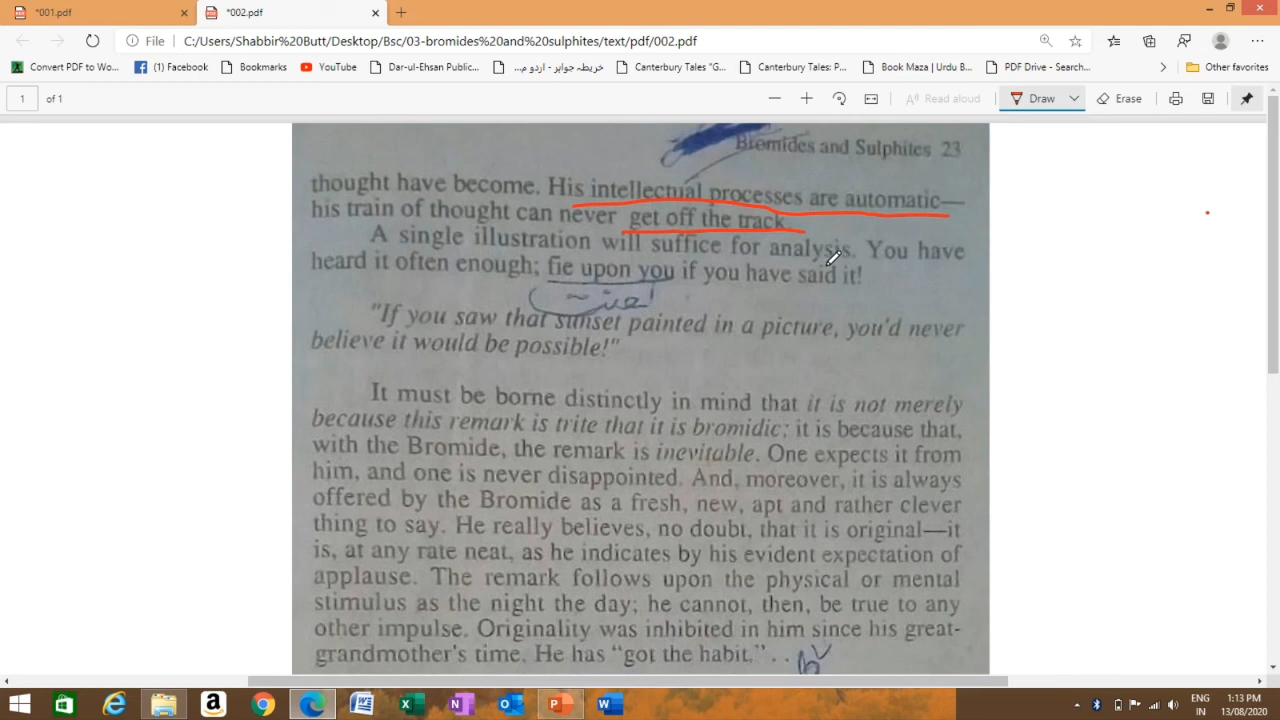 *001.pdf
*002.pdf
File C:/Users/Shabbir%20Butt/Desktop/Bsc/03-bromides%20and%20sulphites/text/pdf/002.pdf
Convert PDF to Wo...
(1) Facebook
Bookmarks
YouTube
Dar-ul-Ehsan Public...
خریطہ جواہر - اردو م...
Canterbury Tales "G...
Canterbury Tales: P...
Book Maza | Urdu B...
PDF Drive - Search...
Other favorites
1 of 1
Read aloud
Draw
Erase
Bromides and Sulphites 23
thought have become. His intellectual processes are automatic—
his train of thought can never get off the track.
A single illustration will suffice for analysis. You have
heard it often enough; fie upon you if you have said it!
"If you saw that sunset painted in a picture, you'd never
believe it would be possible!"
It must be borne distinctly in mind that it is not merely
because this remark is trite that it is bromidic; it is because that,
with the Bromide, the remark is inevitable. One expects it from
him, and one is never disappointed. And, moreover, it is always
offered by the Bromide as a fresh, new, apt and rather clever
thing to say. He really believes, no doubt, that it is original—it
is, at any rate neat, as he indicates by his evident expectation of
applause. The remark follows upon the physical or mental
stimulus as the night the day; he cannot, then, be true to any
other impulse. Originality was inhibited in him since his great-
grandmother's time. He has "got the habit." . .
ENG
IN
1:13 PM
13/08/2020